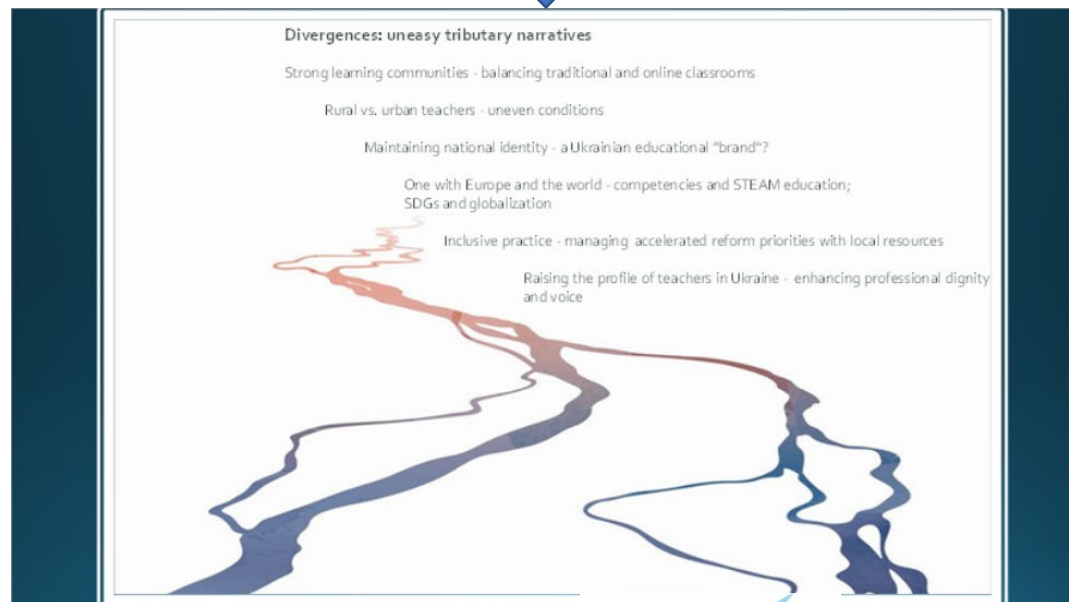 Divergences: uneasy tributary narratives
Strong learning communities - balancing traditional and online classrooms
Rural vs. urban teachers - uneven conditions
Maintaining national identity - a Ukrainian educational "brand"?
One with Europe and the world - competencies and STEAM education;
SDGs and globalization
Inclusive practice - managing accelerated reform priorities with local resources
Raising the profile of teachers in Ukraine - enhancing professional dignity
and voice